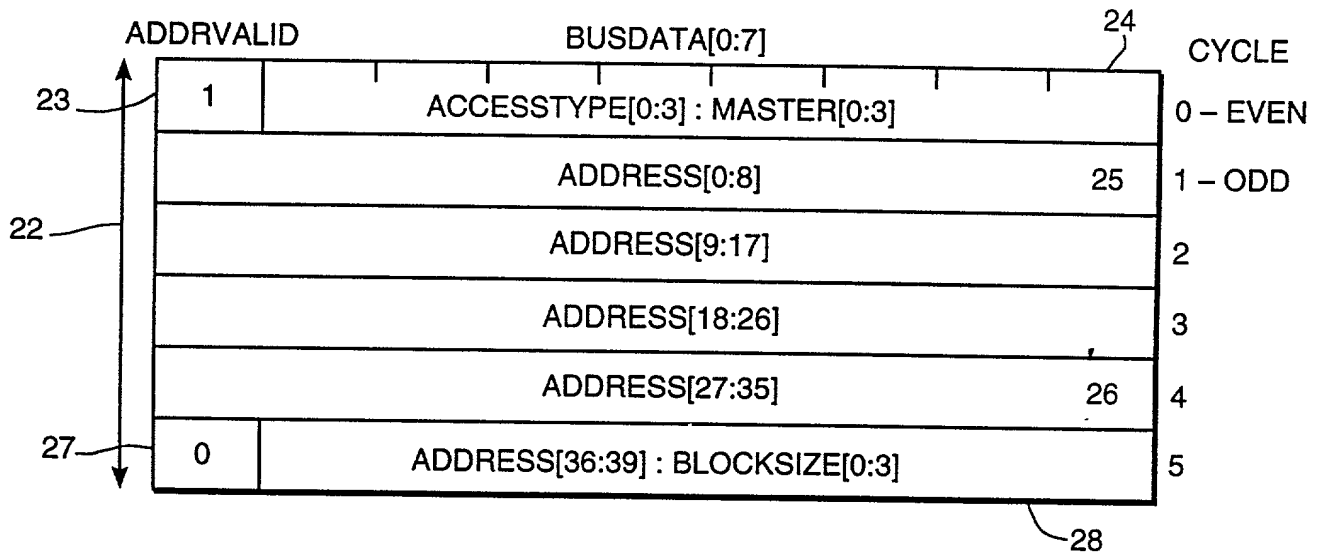 ADDRVALID BUSDATA[0:7] 24 CYCLE
23 1 ACCESSTYPE[0:3] : MASTER[0:3] 0 – EVEN
ADDRESS[0:8] 25 1 – ODD
22 ADDRESS[9:17] 2
ADDRESS[18:26] 3
ADDRESS[27:35] 26 4
27 0 ADDRESS[36:39] : BLOCKSIZE[0:3] 5
28